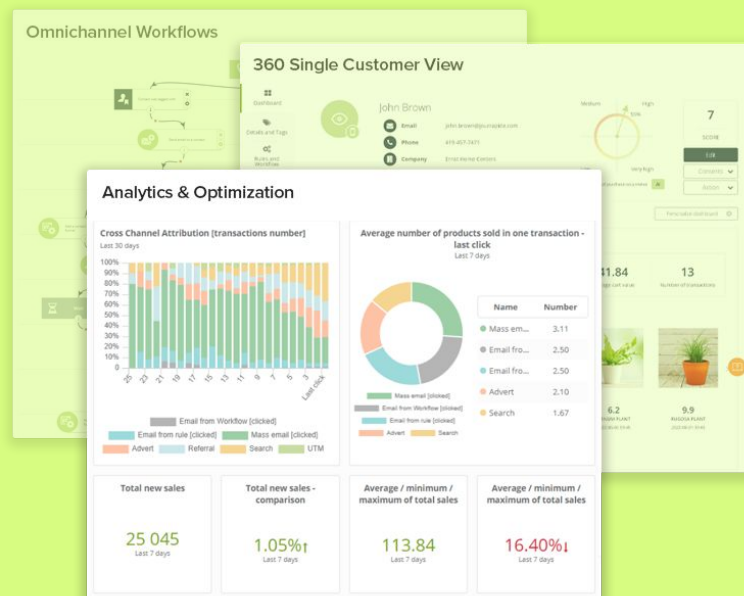 Omnichannel Workflows
360 Single Customer View
Dashboard
Details and Tags
Rules and
Workflow
John Brown
Email
Phone
Company
Medium
High
50%
Very high
7
SCORE
Contacts
Action
Analytics & Optimization
Cross Channel Attribution [transactions number]
Last 30 days
100%
90%
80%
70%
60%
50%
40%
30%
20%
10%
0
25 23 21 19 17 15 13 11 9 7 5 3 Last click
Email from Workflow [clicked]
Email from rule [clicked] Mass email [clicked]
Advert Referral Search UTM
Average number of products sold in one transaction -
last click
Last 7 days
Mass email [clicked]
Email from Workflow [clicked]
Email from rule [clicked]
Advert Search
Name Number
Mass em... 3.11
Email fro... 2.50
Email fro... 2.50
Advert 2.10
Search 1.67
41.84 13
Number of transactions
6.2 9.9
Total new sales
25 045
Last 7 days
Total new sales -
comparison
1.05%↑
Last 7 days
Average / minimum /
maximum of total sales
113.84
Last 7 days
Average / minimum /
maximum of total sales
16.40%↓
Last 7 days